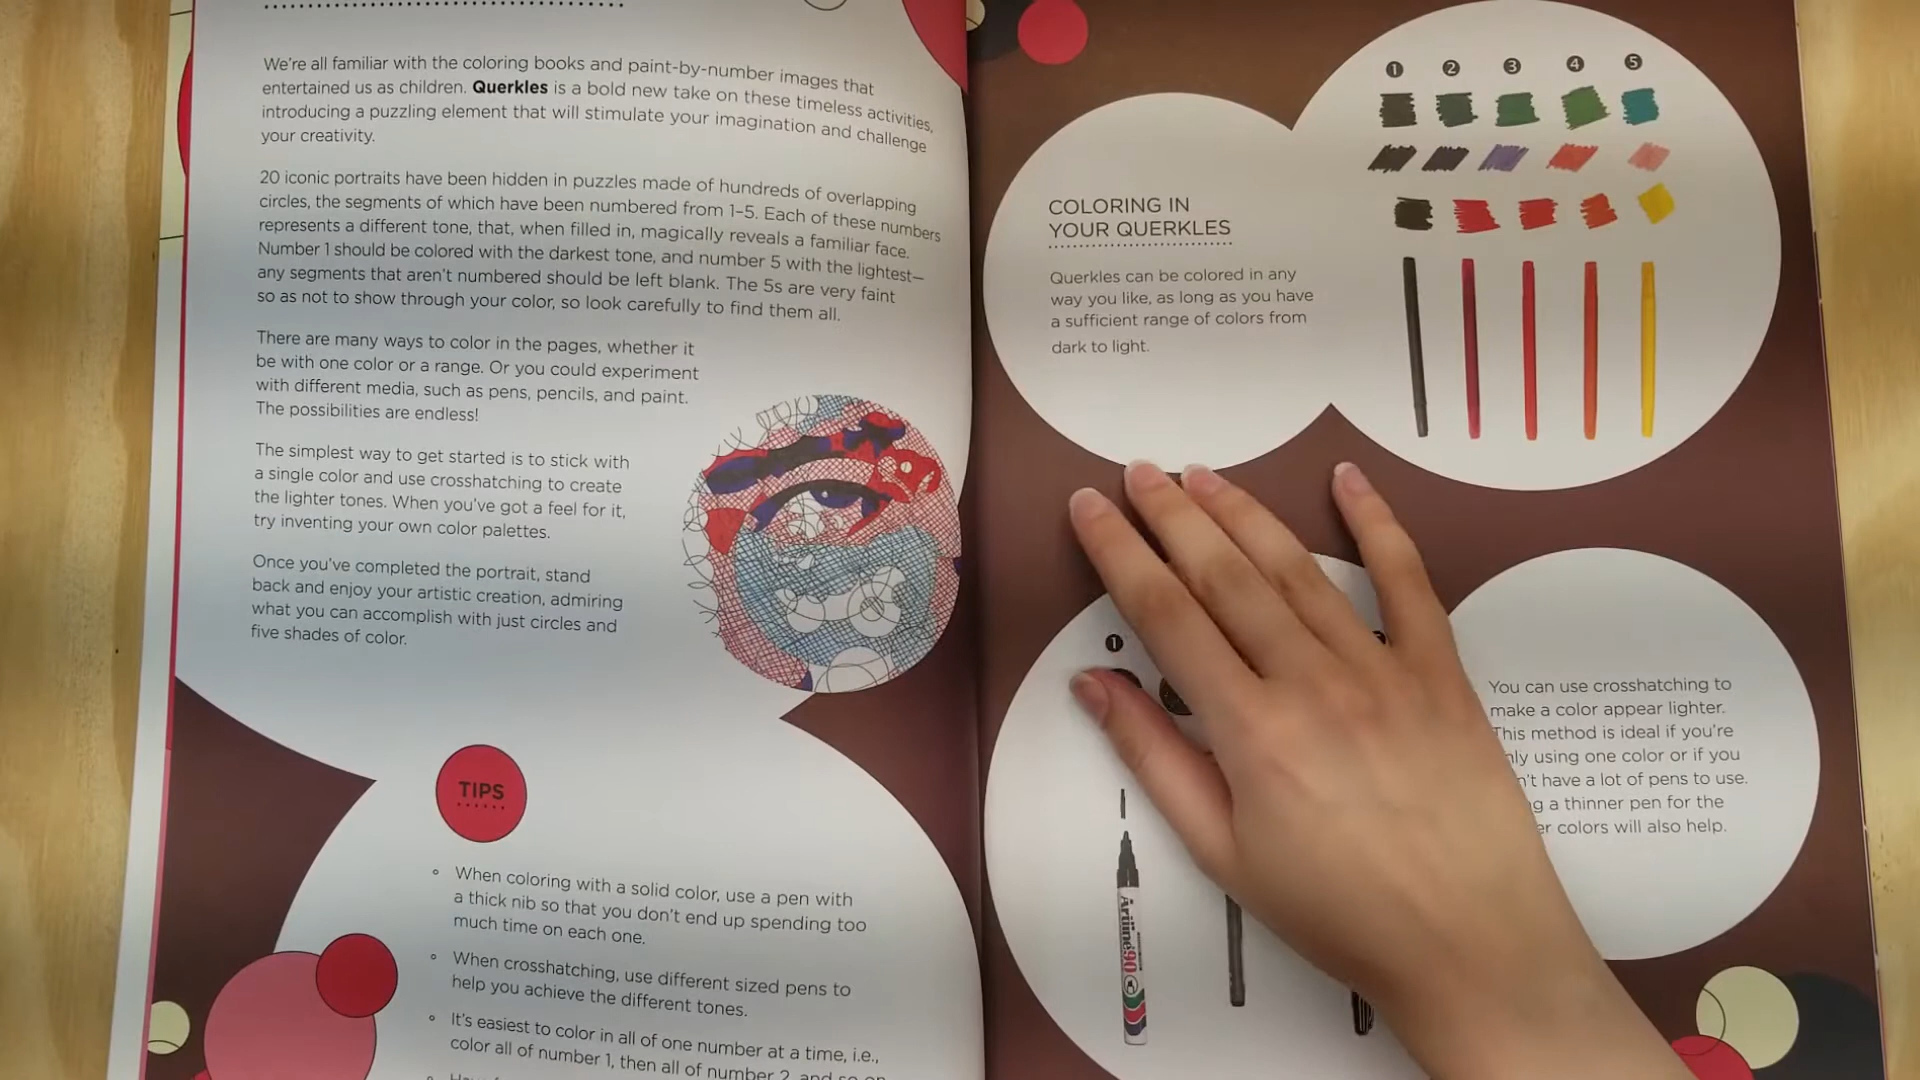 We're all familiar with the coloring books and paint-by-number images that
entertained us as children. Querkles is a bold new take on these timeless activities,
introducing a puzzling element that will stimulate your imagination and challenge
your creativity.
20 iconic portraits have been hidden in puzzles made of hundreds of overlapping
circles, the segments of which have been numbered from 1–5. Each of these numbers
represents a different tone, that, when filled in, magically reveals a familiar face.
Number 1 should be colored with the darkest tone, and number 5 with the lightest—
any segments that aren't numbered should be left blank. The 5s are very faint
so as not to show through your color, so look carefully to find them all.
There are many ways to color in the pages, whether it
be with one color or a range. Or you could experiment
with different media, such as pens, pencils, and paint.
The possibilities are endless!
The simplest way to get started is to stick with
a single color and use crosshatching to create
the lighter tones. When you've got a feel for it,
try inventing your own color palettes.
Once you've completed the portrait, stand
back and enjoy your artistic creation, admiring
what you can accomplish with just circles and
five shades of color.
TIPS
When coloring with a solid color, use a pen with
a thick nib so that you don't end up spending too
much time on each one.
When crosshatching, use different sized pens to
help you achieve the different tones.
It's easiest to color in all of one number at a time, i.e.,
color all of number 1, then all of number 2, and so on
1 2 3 4 5
COLORING IN
YOUR QUERKLES
Querkles can be colored in any
way you like, as long as you have
a sufficient range of colors from
dark to light.
1
Artline 90
You can use crosshatching to
make a color appear lighter.
This method is ideal if you're
using one color or if you
have a lot of pens to use.
a thinner pen for the
colors will also help.